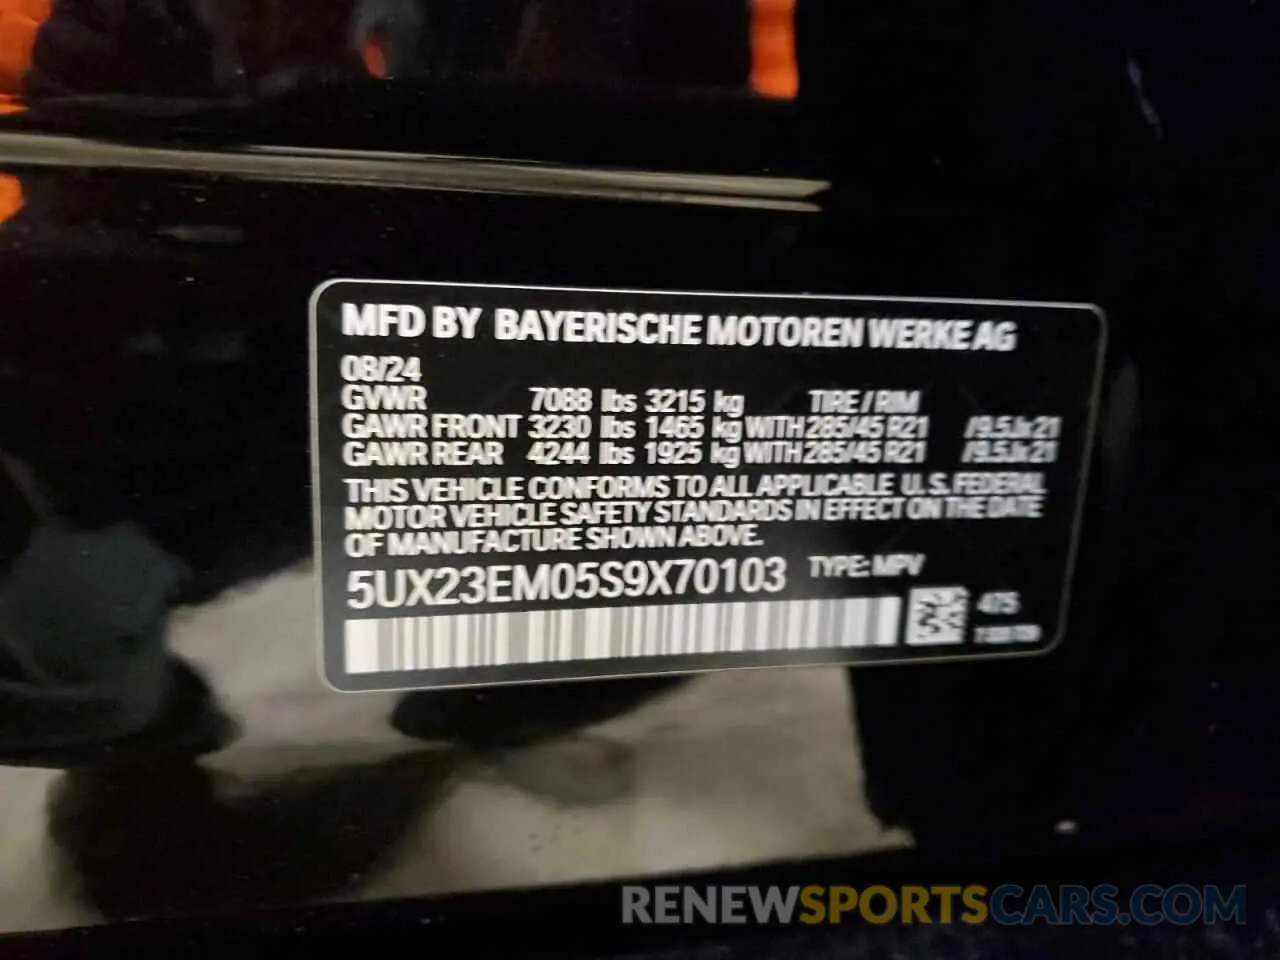 MFD BY BAYERISCHE MOTOREN WERKE AG
08/24
GVWR 7088 lbs 3215 kg TIRE / RIM
GAWR FRONT 3230 lbs 1465 kg WITH 285/45 R21 /9.5Jx21
GAWR REAR 4244 lbs 1925 kg WITH 285/45 R21 /9.5Jx21
THIS VEHICLE CONFORMS TO ALL APPLICABLE U.S. FEDERAL
MOTOR VEHICLE SAFETY STANDARDS IN EFFECT ON THE DATE
OF MANUFACTURE SHOWN ABOVE.
5UX23EM05S9X70103 TYPE: MPV
475
RENEWSPORTSCARS.COM